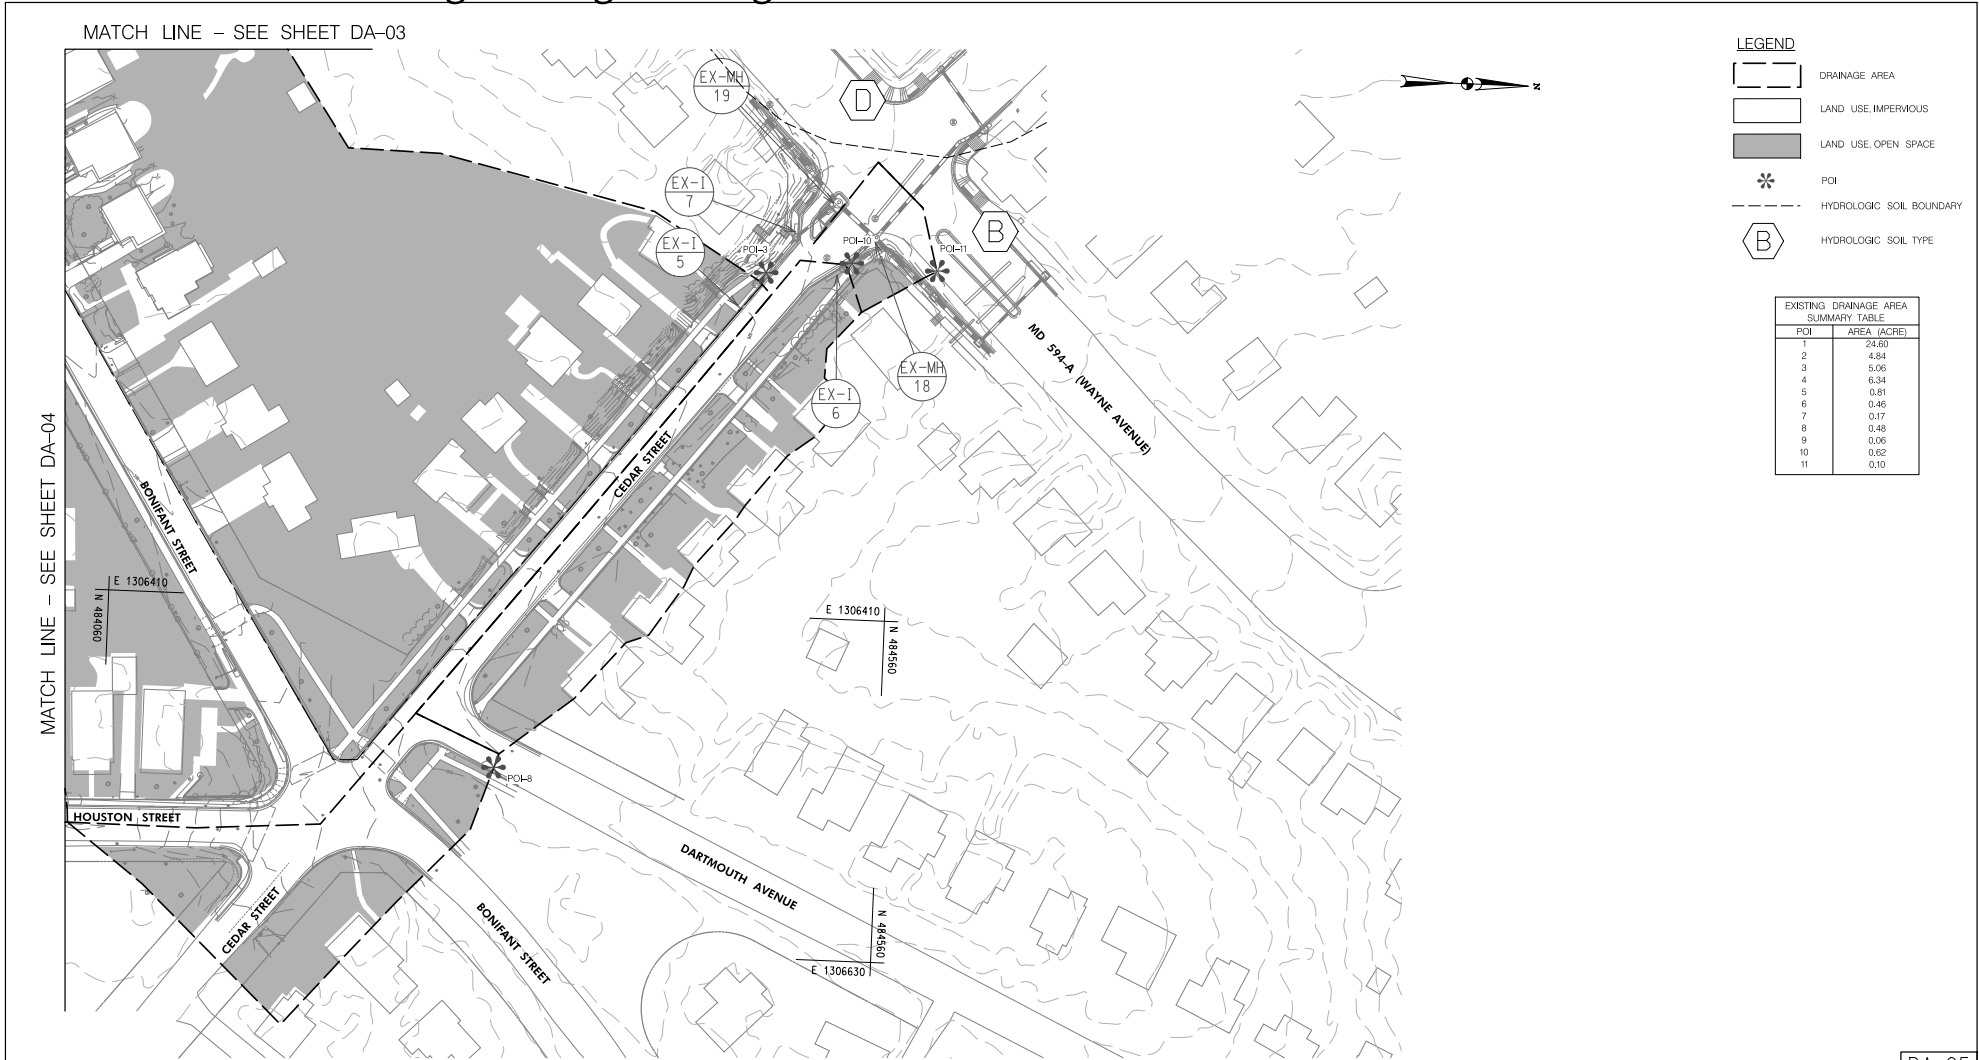 MATCH LINE – SEE SHEET DA–03
MATCH LINE – SEE SHEET DA–04
EX-MH
19
D
EX-I
7
EX-I
5
POI–3
POI–10
POI–11
B
EX-MH
18
EX-I
6
MD 594-A (WAYNE AVENUE)
CEDAR STREET
BONIFANT STREET
E 1306410
N 484060
E 1306410
N 484560
POI–8
HOUSTON STREET
CEDAR STREET
DARTMOUTH AVENUE
BONIFANT STREET
N 484560
E 1306630
N
LEGEND
DRAINAGE AREA
LAND USE, IMPERVIOUS
LAND USE, OPEN SPACE
POI
HYDROLOGIC SOIL BOUNDARY
B
HYDROLOGIC SOIL TYPE
EXISTING DRAINAGE AREA
SUMMARY TABLE
POI AREA (ACRE)
1 24.60
2 4.84
3 5.06
4 6.34
5 0.81
6 0.46
7 0.17
8 0.48
9 0.06
10 0.62
11 0.10